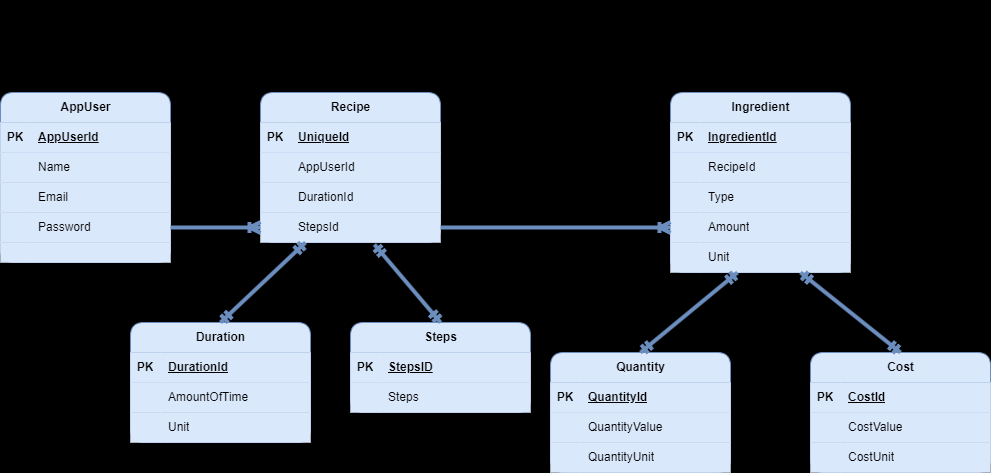 AppUser
PK AppUserId
Name
Email
Password
Recipe
PK UniqueId
AppUserId
DurationId
StepsId
Ingredient
PK IngredientId
RecipeId
Type
Amount
Unit
Duration
PK DurationId
AmountOfTime
Unit
Steps
PK StepsID
Steps
Quantity
PK QuantityId
QuantityValue
QuantityUnit
Cost
PK CostId
CostValue
CostUnit